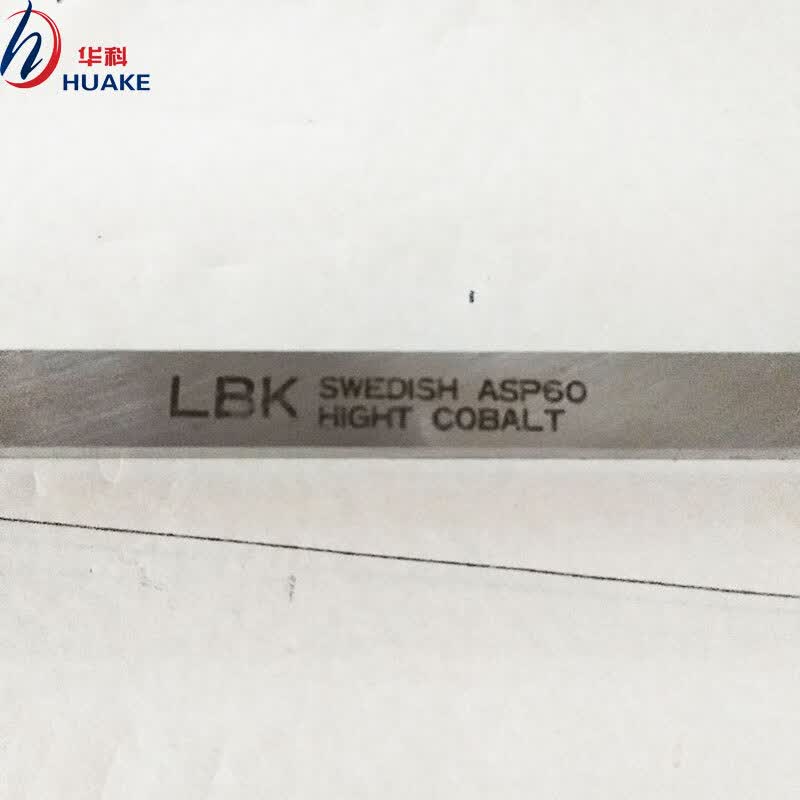 华科
HUAKE
LBK
SWEDISH ASP60
HIGHT COBALT